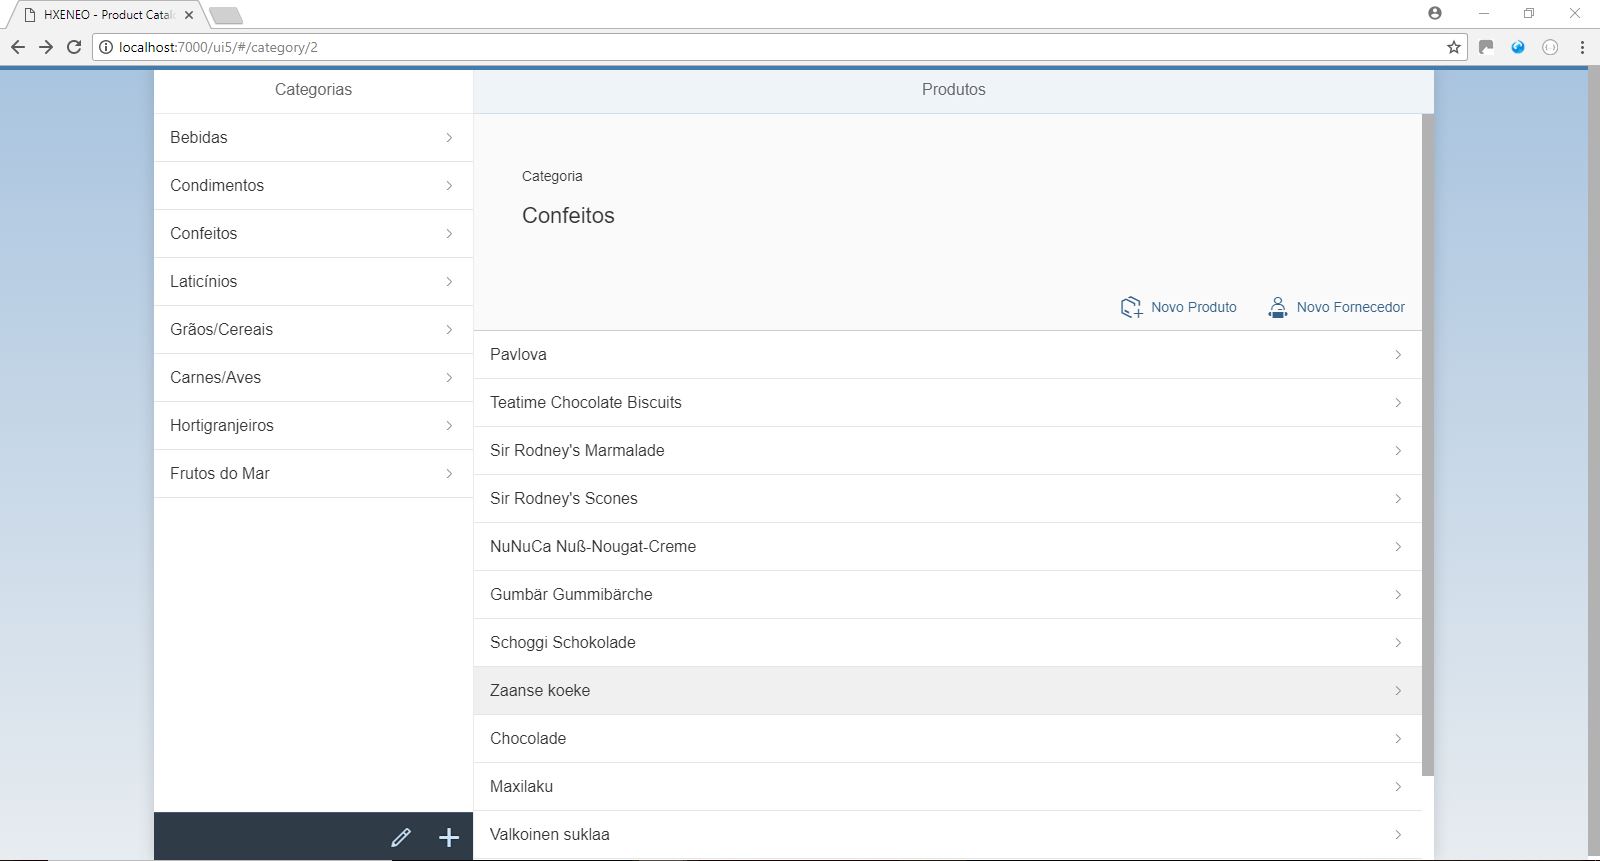 HXENEO - Product Catal
localhost:7000/ui5/#/category/2
Categorias
Produtos
Bebidas
Condimentos
Confeitos
Laticínios
Grãos/Cereais
Carnes/Aves
Hortigranjeiros
Frutos do Mar
Categoria
Confeitos
Novo Produto
Novo Fornecedor
Pavlova
Teatime Chocolate Biscuits
Sir Rodney's Marmalade
Sir Rodney's Scones
NuNuCa Nuß-Nougat-Creme
Gumbär Gummibärche
Schoggi Schokolade
Zaanse koeke
Chocolade
Maxilaku
Valkoinen suklaa